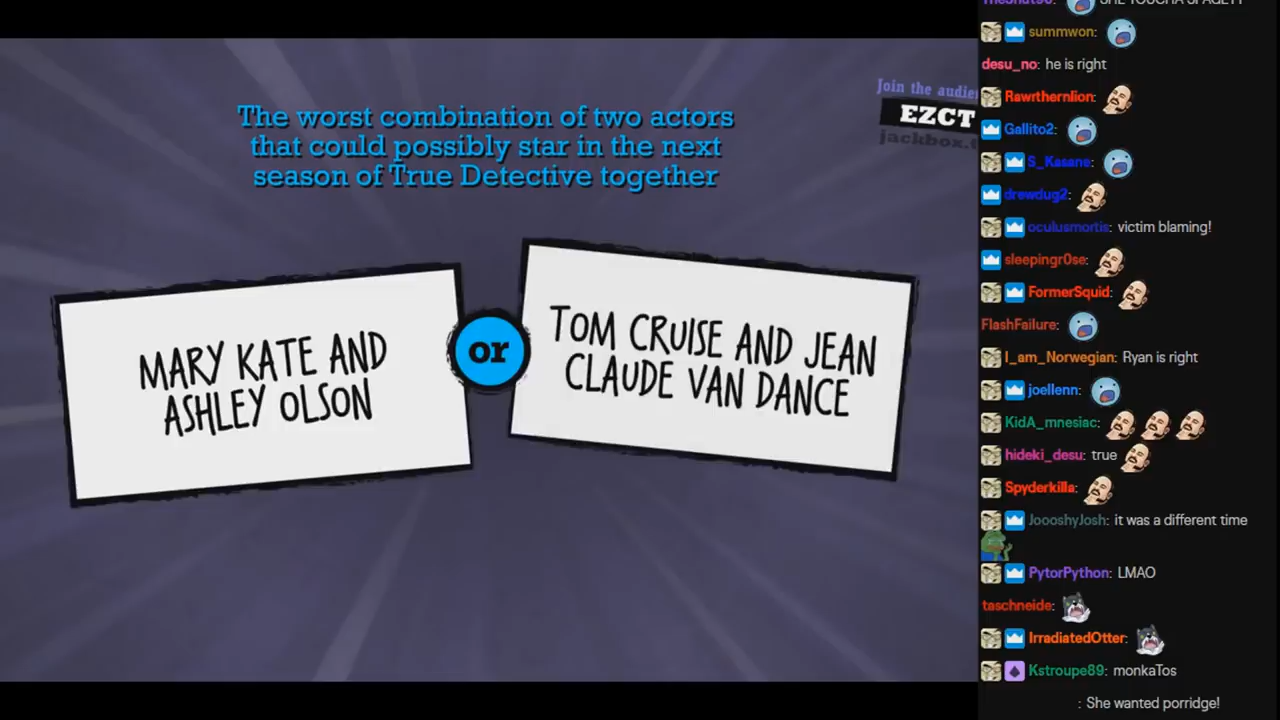 The worst combination of two actors
that could possibly star in the next
season of True Detective together
Join the
EZCT
MARY KATE AND
ASHLEY OLSON
or
TOM CRUISE AND JEAN
CLAUDE VAN DANCE
summwon:
desu_no: he is right
Rawrthernlion:
Gallito2:
S_Kasane:
drewdug2:
oculusmortis: victim blaming!
sleepingr0se:
FormerSquid:
FlashFailure:
I_am_Norwegian: Ryan is right
joellenn:
KidA_mnesiac:
hideki_desu: true
Spyderkilla:
JoooshyJosh: it was a different time
PytorPython: LMAO
taschneide:
IrradiatedOtter:
Kstroupe89: monkaTos
: She wanted porridge!